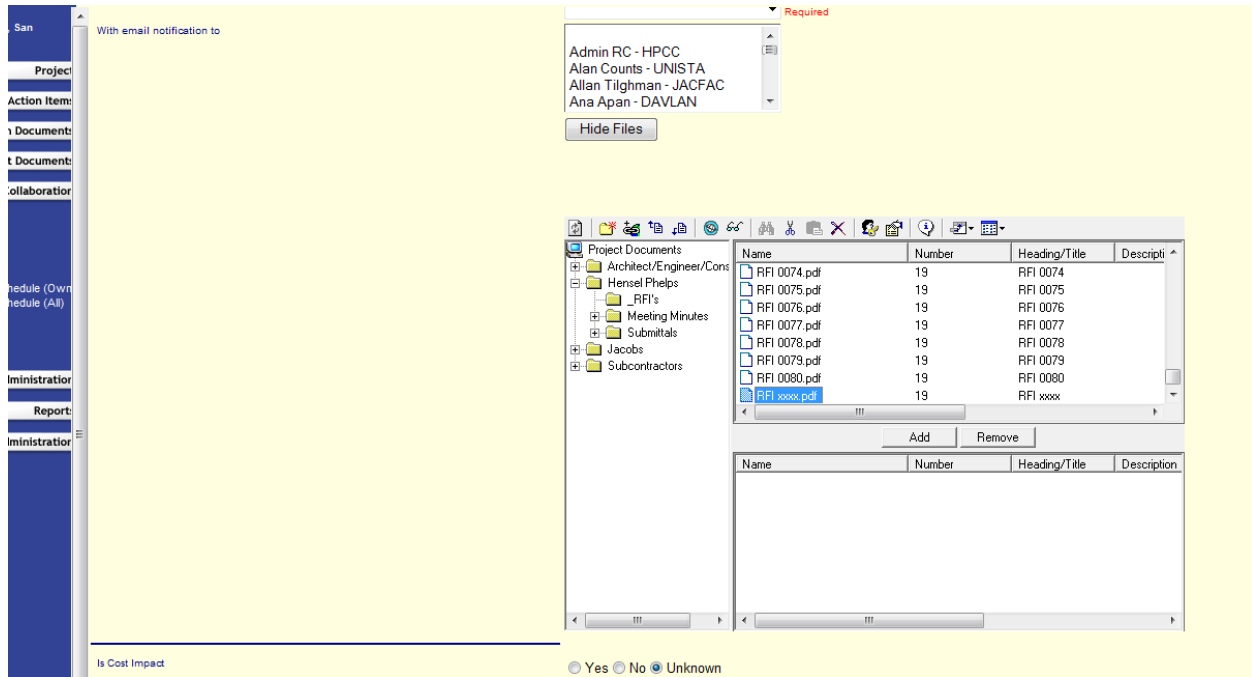 Required
, San
With email notification to
Admin RC - HPCC
Alan Counts - UNISTA
Allan Tilghman - JACFAC
Ana Apan - DAVLAN
Hide Files
Project
Action Items
Documents
t Documents
Collaboration
hedule (Own
hedule (All)
dministration
Reports
dministration
Project Documents
Architect/Engineer/Cons
Hensel Phelps
_RFI's
Meeting Minutes
Submittals
Jacobs
Subcontractors
Name Number Heading/Title Descripti
RFI 0074.pdf 19 RFI 0074
RFI 0075.pdf 19 RFI 0075
RFI 0076.pdf 19 RFI 0076
RFI 0077.pdf 19 RFI 0077
RFI 0078.pdf 19 RFI 0078
RFI 0079.pdf 19 RFI 0079
RFI 0080.pdf 19 RFI 0080
RFI xxxx.pdf 19 RFI xxxx
Add Remove
Name Number Heading/Title Description
Is Cost Impact
Yes No Unknown